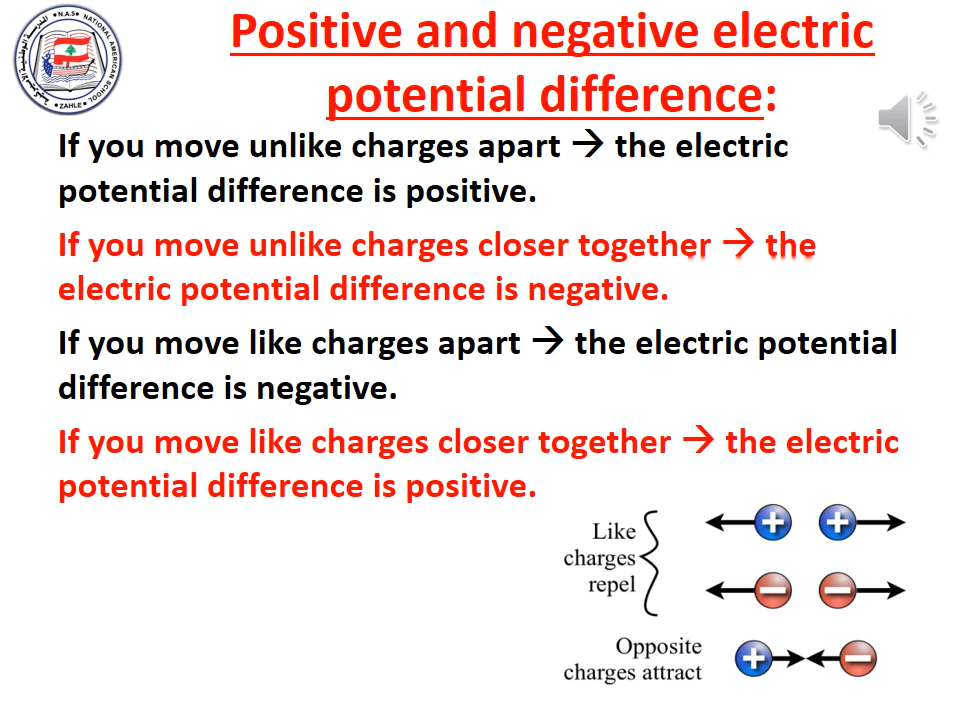 Positive and negative electric
potential difference:
N.A.S
NATIONAL AMERICAN SCHOOL
ZAHLE
If you move unlike charges apart → the electric
potential difference is positive.
If you move unlike charges closer together → the
electric potential difference is negative.
If you move like charges apart → the electric potential
difference is negative.
If you move like charges closer together → the electric
potential difference is positive.
Like
charges
repel
+ +
− −
Opposite
charges attract
+ −